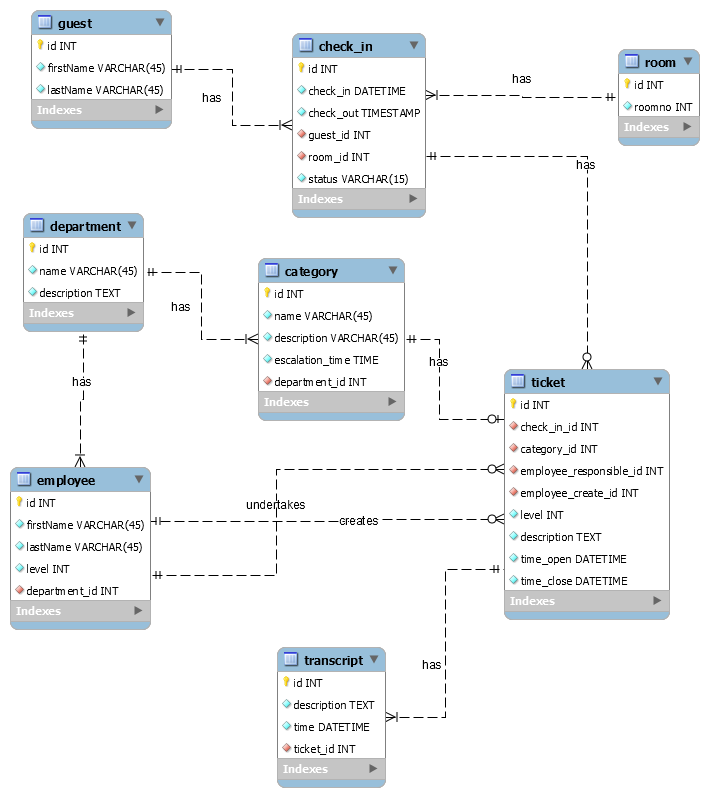 guest
id INT
firstName VARCHAR(45)
lastName VARCHAR(45)
Indexes
has
check_in
id INT
check_in DATETIME
check_out TIMESTAMP
guest_id INT
room_id INT
status VARCHAR(15)
Indexes
has
room
id INT
roomno INT
Indexes
has
department
id INT
name VARCHAR(45)
description TEXT
Indexes
has
category
id INT
name VARCHAR(45)
description VARCHAR(45)
escalation_time TIME
department_id INT
Indexes
has
has
ticket
id INT
check_in_id INT
category_id INT
employee_responsible_id INT
employee_create_id INT
level INT
description TEXT
time_open DATETIME
time_close DATETIME
Indexes
employee
id INT
firstName VARCHAR(45)
lastName VARCHAR(45)
level INT
department_id INT
Indexes
undertakes
creates
has
transcript
id INT
description TEXT
time DATETIME
ticket_id INT
Indexes